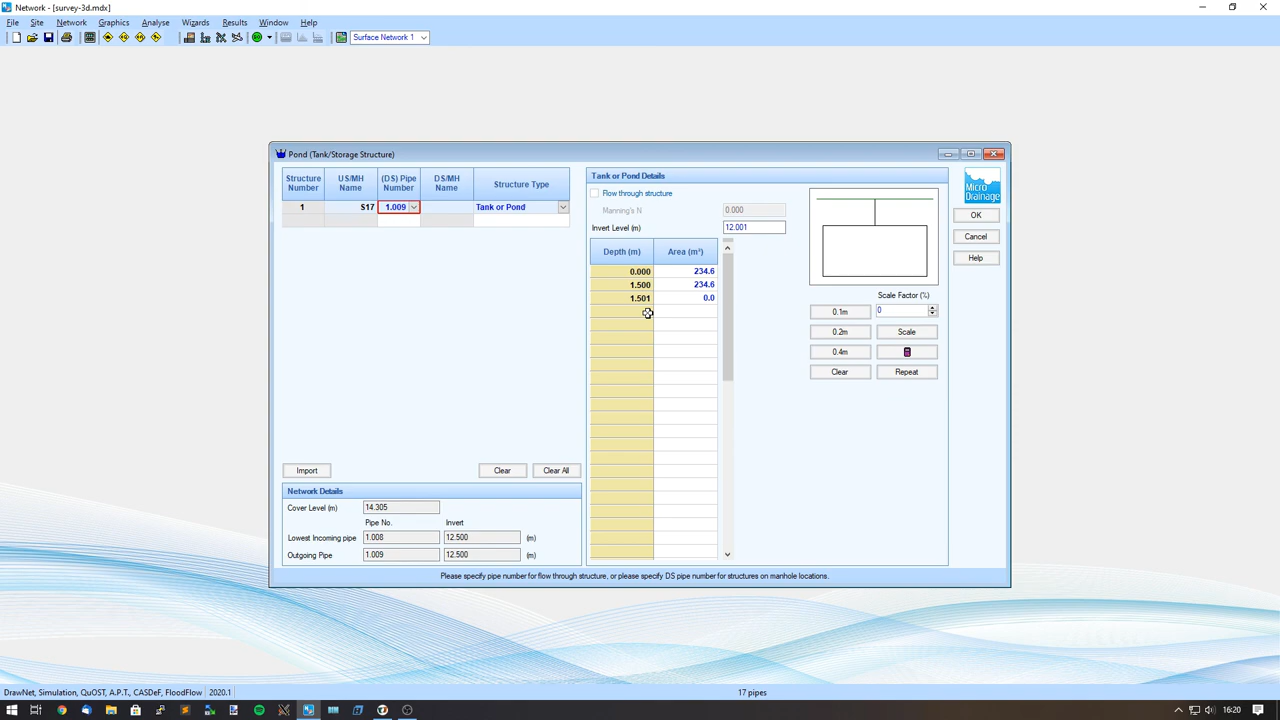 Network - [survey-3d.mdx]
File Site Network Graphics Analyse Wizards Results Window Help
Surface Network 1
Pond (Tank/Storage Structure)
Structure Number US/MH Name (DS) Pipe Number DS/MH Name Structure Type
1 S17 1.009 Tank or Pond
Tank or Pond Details
Flow through structure
Manning's N 0.000
Invert Level (m) 12.001
Depth (m) Area (m²)
0.000 234.6
1.500 234.6
1.501 0.0
Micro
Drainage
OK
Cancel
Help
Scale Factor (%)
0.1m 0
0.2m Scale
0.4m
Clear Repeat
Import Clear Clear All
Network Details
Cover Level (m) 14.305
Pipe No. Invert
Lowest Incoming pipe 1.008 12.500 (m)
Outgoing Pipe 1.009 12.500 (m)
Please specify pipe number for flow through structure, or please specify DS pipe number for structures on manhole locations.
DrawNet, Simulation, QuOST, A.P.T., CASDeF, FloodFlow 2020.1 17 pipes
16:20